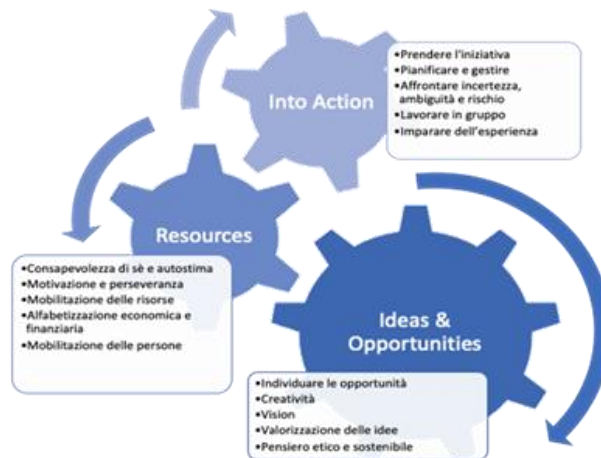 Into Action
•Prendere l'iniziativa
•Pianificare e gestire
•Affrontare incertezza,
ambiguità e rischio
•Lavorare in gruppo
•Imparare dell'esperienza
Resources
•Consapevolezza di sè e autostima
•Motivazione e perseveranza
•Mobilitazione delle risorse
•Alfabetizzazione economica e
finanziaria
•Mobilitazione delle persone
Ideas &
Opportunities
•Individuare le opportunità
•Creatività
•Vision
•Valorizzazione delle idee
•Pensiero etico e sostenibile